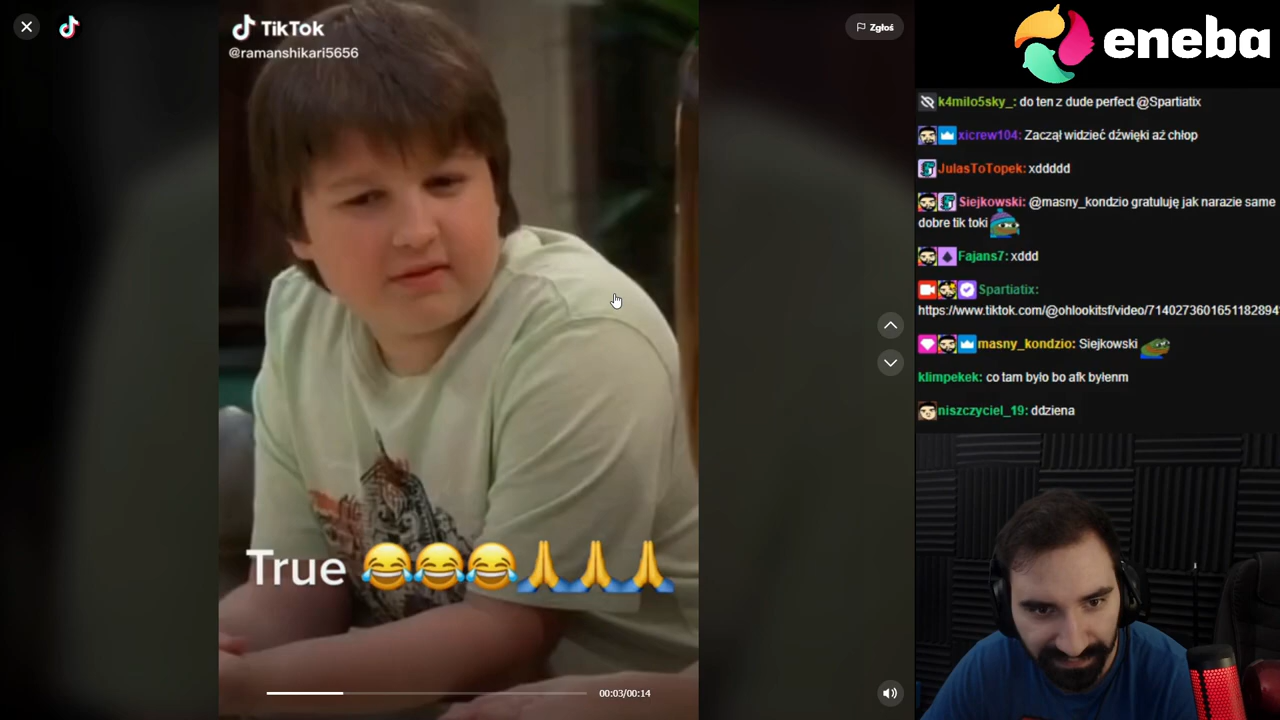 TikTok
@ramanshikari5656
Zgłoś
eneba
k4milo5sky_: do ten z dude perfect @Spartiatix
xicrew104: Zaczął widzieć dźwięki aż chłop
JulasToTopek: xddddd
Siejkowski: @masny_kondzio gratuluję jak narazie same
dobre tik toki
Fajans7: xddd
Spartiatix:
https://www.tiktok.com/@ohlookitsf/video/71402736016511828941
masny_kondzio: Siejkowski
klimpekek: co tam było bo afk byłenm
niszczyciel_19: ddziena
True 😂😂😂🙏🙏🙏
00:03/00:14